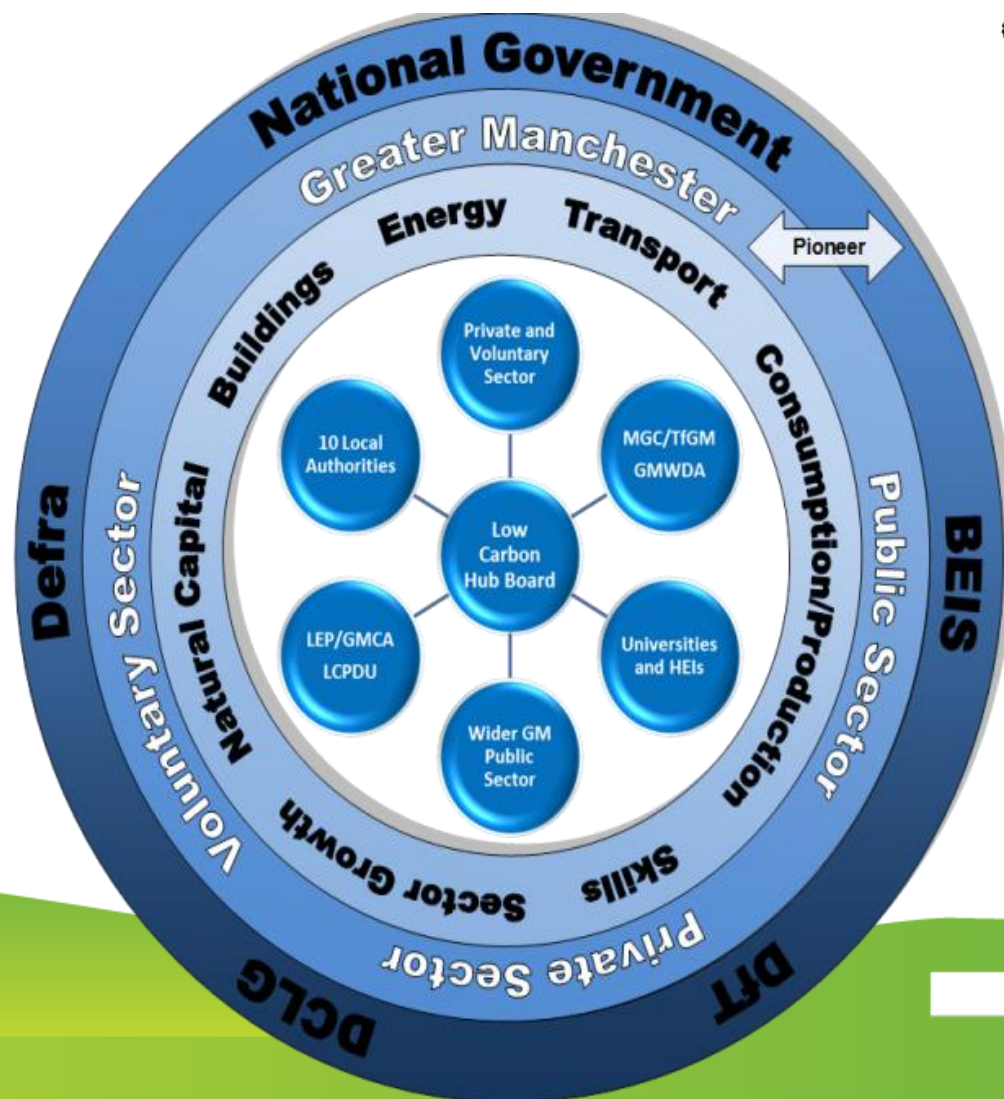 National Government
Greater Manchester
Energy
Transport
Pioneer
Buildings
Consumption/Production
Private and
Voluntary
Sector
10 Local
Authorities
MGC/TfGM
GMWDA
Low
Carbon
Hub Board
Defra
Voluntary Sector
Natural Capital
Public Sector
BEIS
LEP/GMCA
LCPDU
Universities
and HEIs
Wider GM
Public
Sector
Sector Growth
Skills
Private Sector
DCLG
DfT